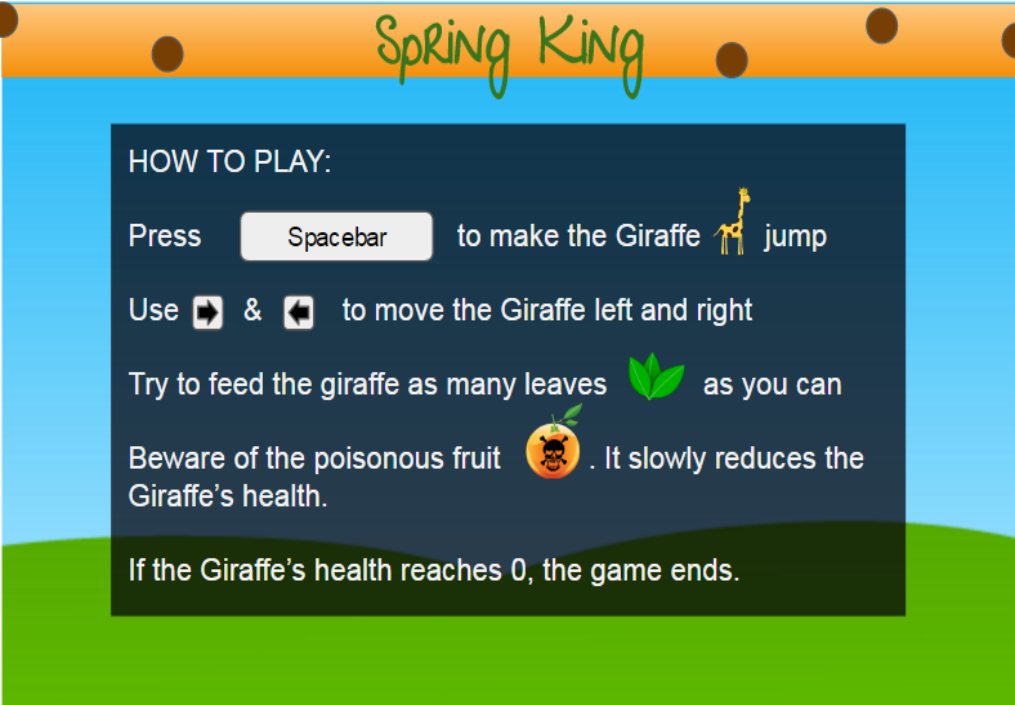 Spring King
HOW TO PLAY:
Press Spacebar to make the Giraffe jump
Use & to move the Giraffe left and right
Try to feed the giraffe as many leaves as you can
Beware of the poisonous fruit . It slowly reduces the
Giraffe’s health.
If the Giraffe’s health reaches 0, the game ends.